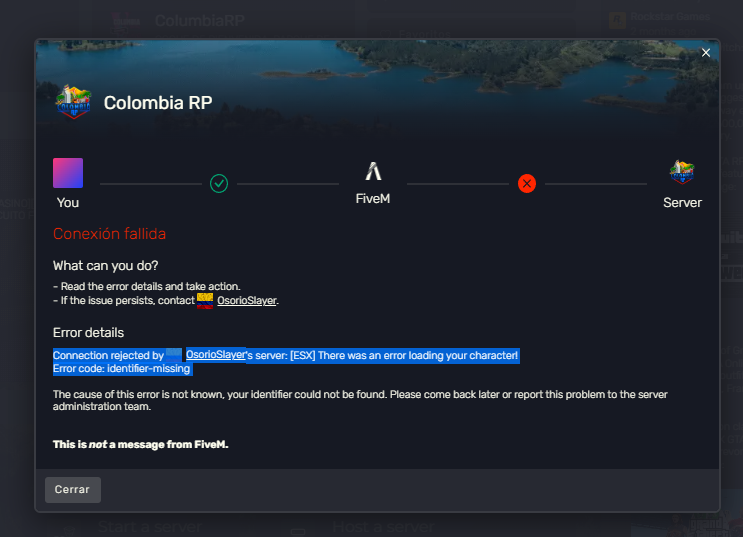 ColumbiaRP
Rockstar Games
Colombia RP
You
FiveM
Server
Conexión fallida
What can you do?
- Read the error details and take action.
- If the issue persists, contact OsorioSlayer.
Error details
Connection rejected by OsorioSlayer's server: [ESX] There was an error loading your character!
Error code: identifier-missing
The cause of this error is not known, your identifier could not be found. Please come back later or report this problem to the server
administration team.
This is not a message from FiveM.
Cerrar
Start a server
Host a server